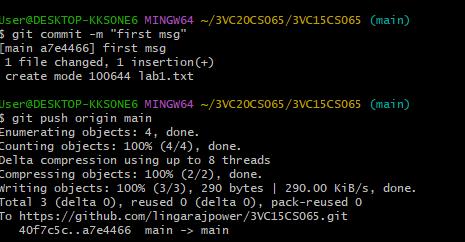 User@DESKTOP-KKSONE6 MINGW64 ~/3VC20CS065/3VC15CS065 (main)
$ git commit -m "first msg"
[main a7e4466] first msg
 1 file changed, 1 insertion(+)
 create mode 100644 lab1.txt
User@DESKTOP-KKSONE6 MINGW64 ~/3VC20CS065/3VC15CS065 (main)
$ git push origin main
Enumerating objects: 4, done.
Counting objects: 100% (4/4), done.
Delta compression using up to 8 threads
Compressing objects: 100% (2/2), done.
Writing objects: 100% (3/3), 290 bytes | 290.00 KiB/s, done.
Total 3 (delta 0), reused 0 (delta 0), pack-reused 0
To https://github.com/lingarajpower/3VC15CS065.git
   40f7c5c..a7e4466  main -> main